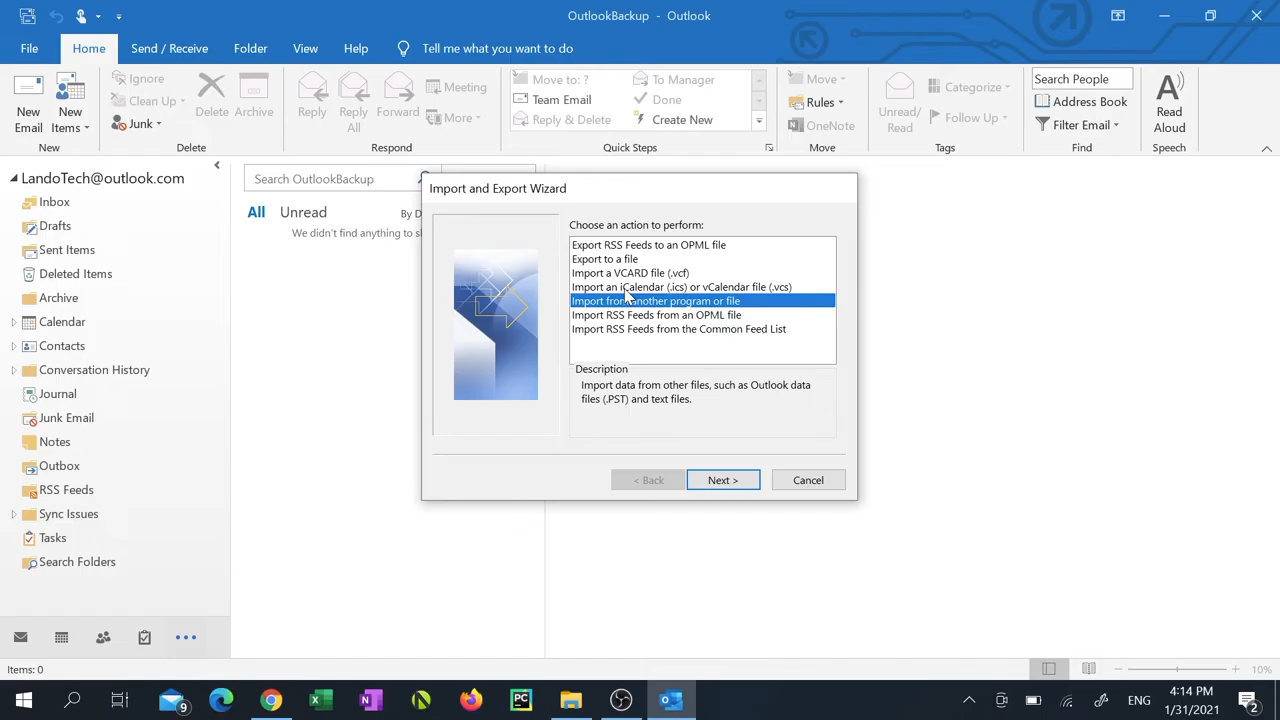 OutlookBackup - Outlook
File Home Send / Receive Folder View Help Tell me what you want to do
Ignore
Clean Up
Junk
Delete
Archive
New
Email
New
Items
Reply
Reply
All
Forward
Meeting
More
Move to: ?
Team Email
Reply & Delete
To Manager
Done
Create New
Move
Rules
OneNote
Unread/
Read
Categorize
Follow Up
Search People
Address Book
Filter Email
Read
Aloud
New Delete Respond Quick Steps Move Tags Find Speech
LandoTech@outlook.com
Inbox
Drafts
Sent Items
Deleted Items
Archive
Calendar
Contacts
Conversation History
Journal
Junk Email
Notes
Outbox
RSS Feeds
Sync Issues
Tasks
Search Folders
Search OutlookBackup
All Unread By D
We didn't find anything to s
Import and Export Wizard
Choose an action to perform:
Export RSS Feeds to an OPML file
Export to a file
Import a VCARD file (.vcf)
Import an iCalendar (.ics) or vCalendar file (.vcs)
Import from another program or file
Import RSS Feeds from an OPML file
Import RSS Feeds from the Common Feed List
Description
Import data from other files, such as Outlook data
files (.PST) and text files.
< Back Next > Cancel
Items: 0
10%
9
PC
ENG
4:14 PM
1/31/2021
2